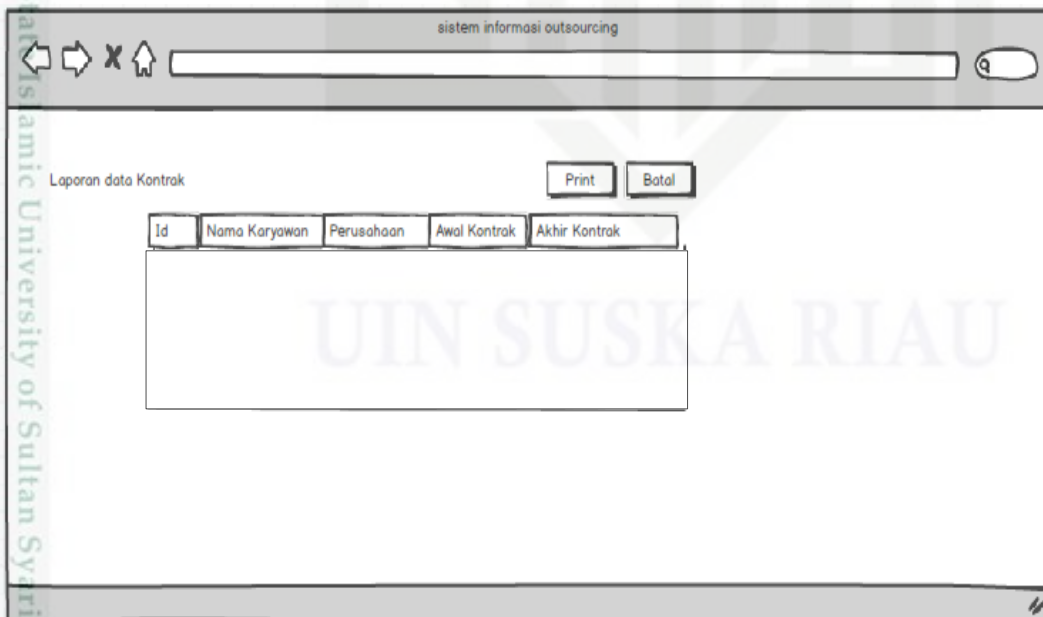 sistem informasi outsourcing
Laporan data Kontrak
Print
Batal
Id
Nama Karyawan
Perusahaan
Awal Kontrak
Akhir Kontrak
UIN SUSKA RIAU
Islamic University of Sultan